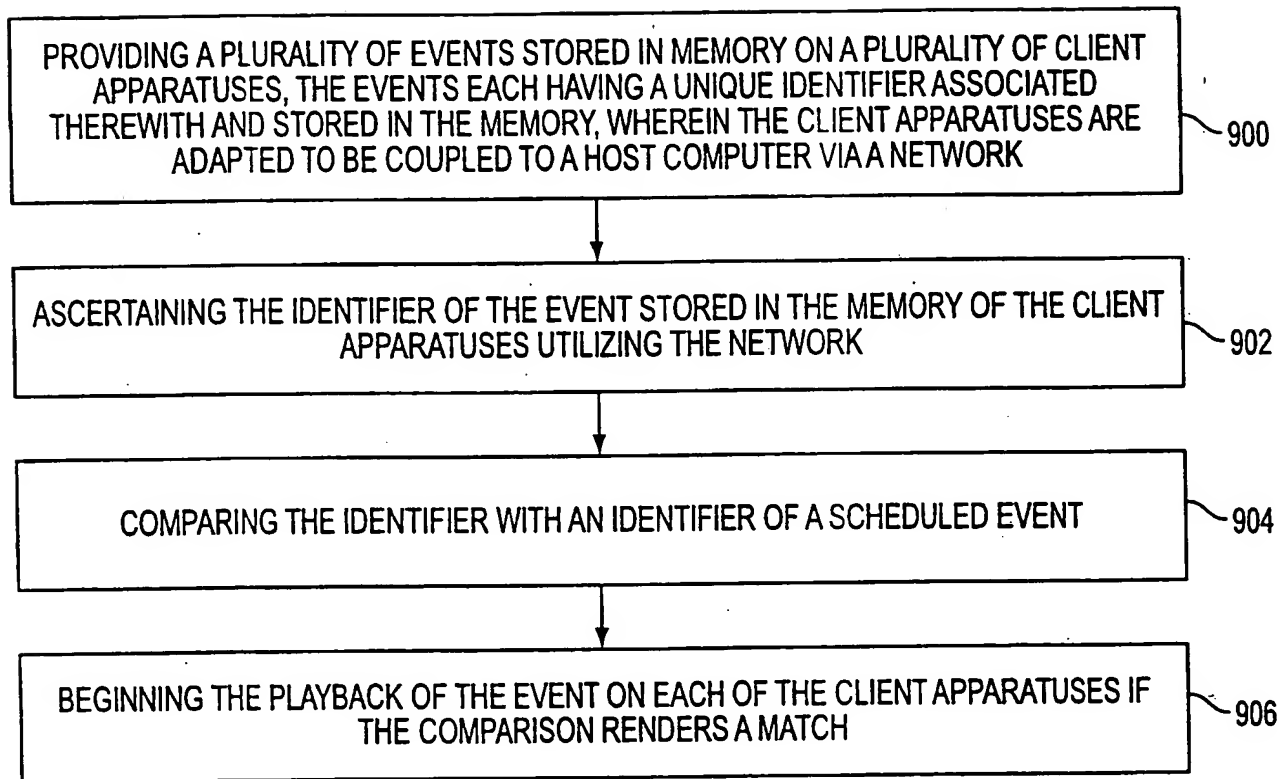 PROVIDING A PLURALITY OF EVENTS STORED IN MEMORY ON A PLURALITY OF CLIENT
APPARATUSES, THE EVENTS EACH HAVING A UNIQUE IDENTIFIER ASSOCIATED
THEREWITH AND STORED IN THE MEMORY, WHEREIN THE CLIENT APPARATUSES ARE
ADAPTED TO BE COUPLED TO A HOST COMPUTER VIA A NETWORK
900
ASCERTAINING THE IDENTIFIER OF THE EVENT STORED IN THE MEMORY OF THE CLIENT
APPARATUSES UTILIZING THE NETWORK
902
COMPARING THE IDENTIFIER WITH AN IDENTIFIER OF A SCHEDULED EVENT
904
BEGINNING THE PLAYBACK OF THE EVENT ON EACH OF THE CLIENT APPARATUSES IF
THE COMPARISON RENDERS A MATCH
906